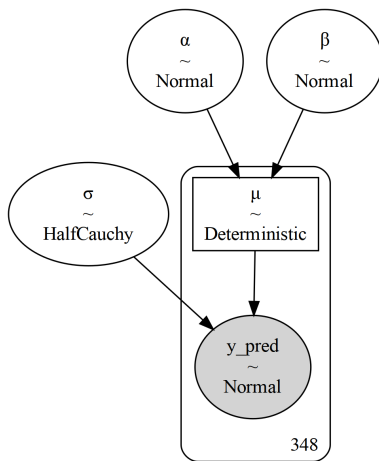 α
~
Normal
β
~
Normal
σ
~
HalfCauchy
μ
~
Deterministic
y_pred
~
Normal
348